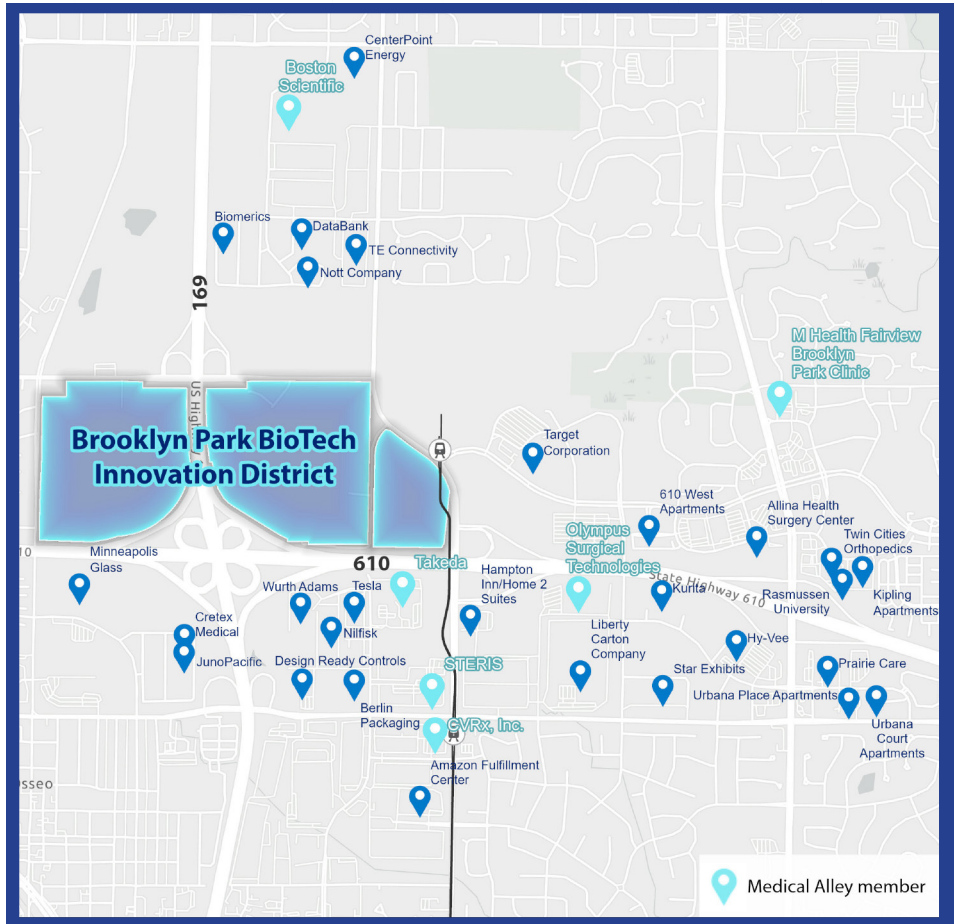 CenterPoint
Energy
Boston
Scientific
Biomerics
DataBank
TE Connectivity
Nott Company
169
M Health Fairview
Brooklyn
Park Clinic
US Highway
Brooklyn Park BioTech
Innovation District
Target
Corporation
610 West
Apartments
Allina Health
Surgery Center
Twin Cities
Orthopedics
Olympus
Surgical
Technologies
10
Minneapolis
Glass
610
Takeda
Hampton
Inn/Home 2
Suites
State Highway 610
Kurita
Rasmussen
University
Kipling
Apartments
Wurth Adams
Tesla
Cretex
Medical
Nilfisk
Liberty
Carton
Company
Hy-Vee
JunoPacific
Design Ready Controls
STERIS
Star Exhibits
Prairie Care
Urbana Place Apartments
Berlin
Packaging
CVRx, Inc.
Urbana
Court
Apartments
Amazon Fulfillment
Center
osseo
Medical Alley member